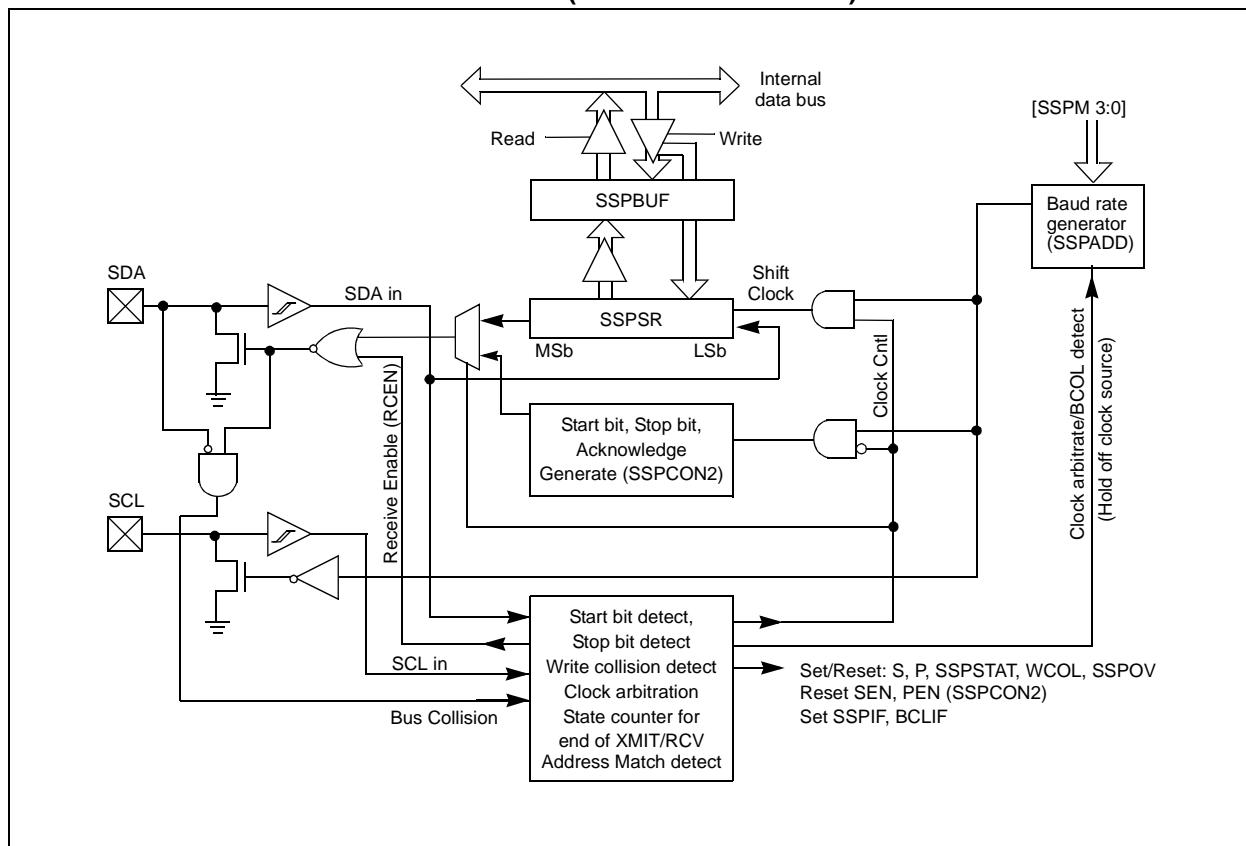 Internal
data bus
[SSPM 3:0]
Read
Write
SSPBUF
Baud rate
generator
(SSPADD)
SDA
SDA in
Shift
Clock
SSPSR
MSb
LSb
Start bit, Stop bit,
Acknowledge
Generate (SSPCON2)
Clock Cntl
Receive Enable (RCEN)
Clock arbitrate/BCOL detect
(Hold off clock source)
SCL
SCL in
Bus Collision
Start bit detect,
Stop bit detect
Write collision detect
Clock arbitration
State counter for
end of XMIT/RCV
Address Match detect
Set/Reset: S, P, SSPSTAT, WCOL, SSPOV
Reset SEN, PEN (SSPCON2)
Set SSPIF, BCLIF